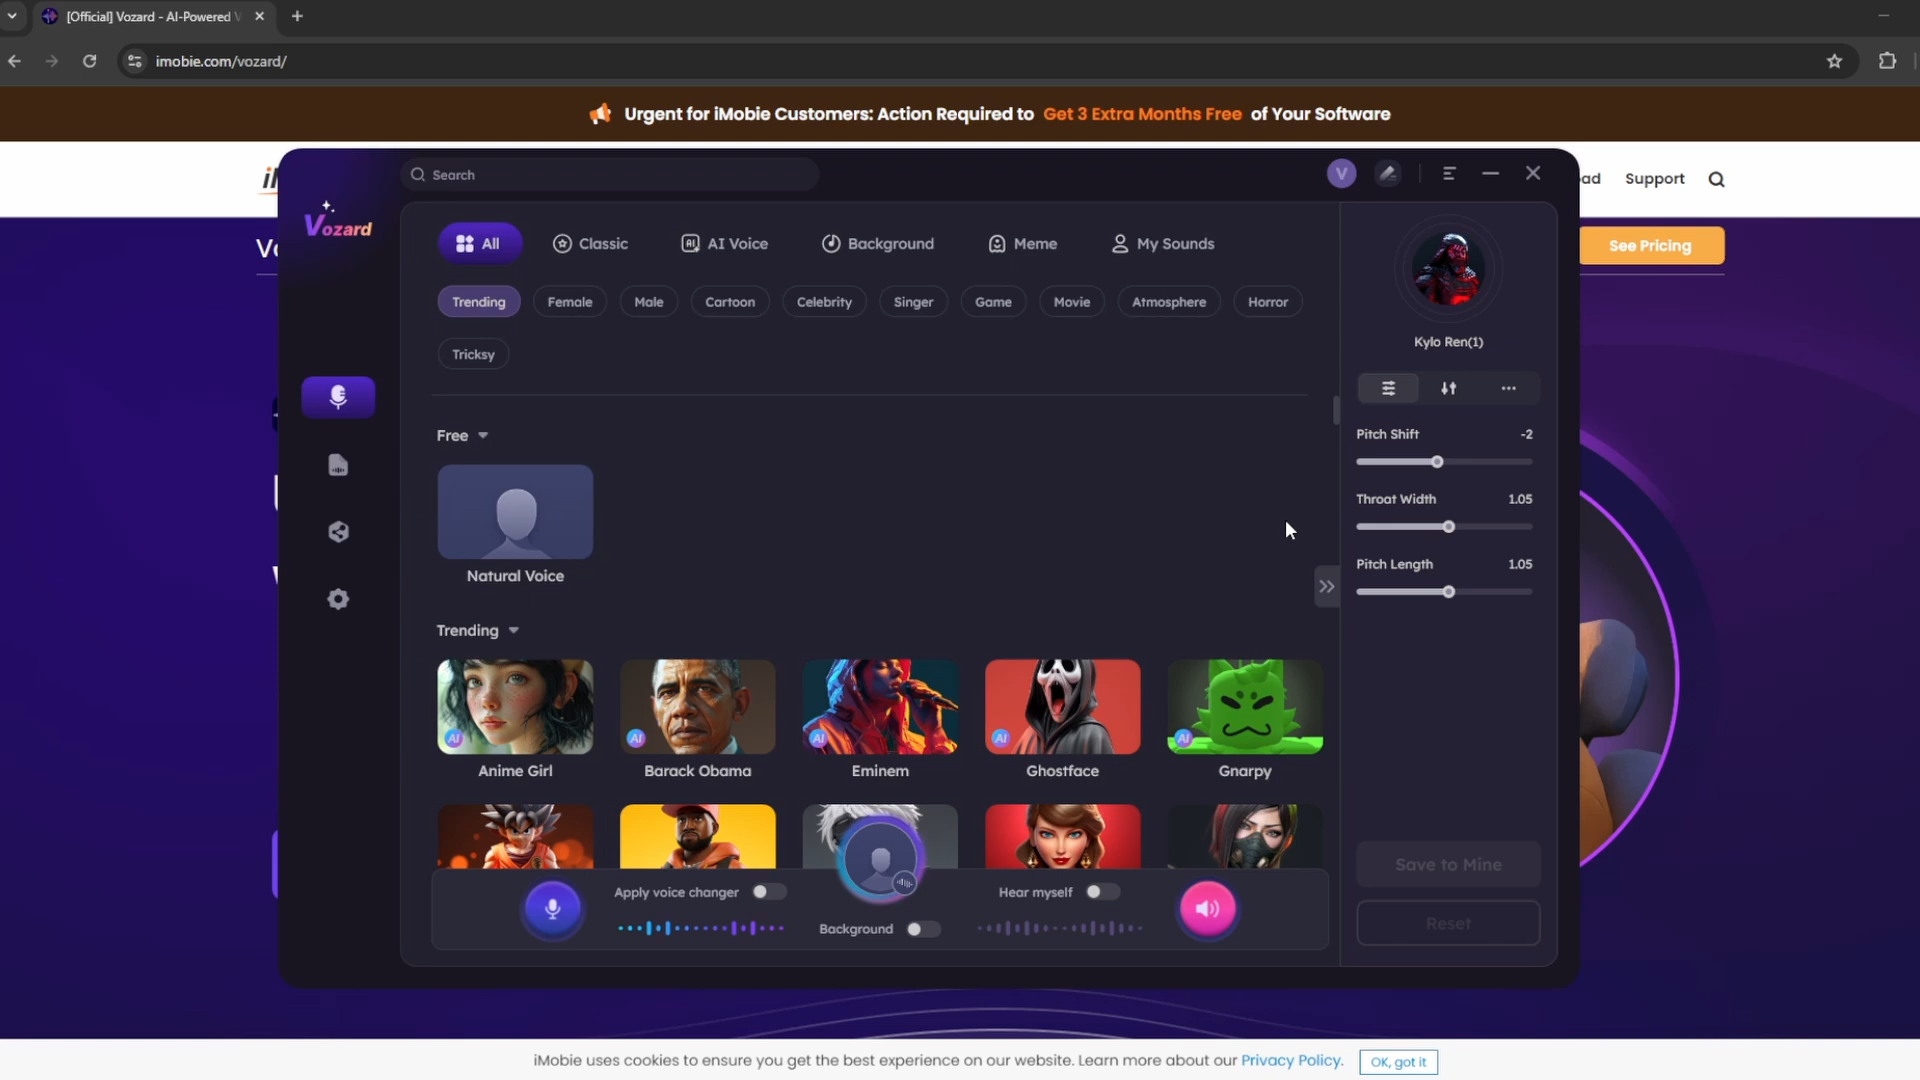 [Official] Vozard - AI-Powered V
imobie.com/vozard/
Urgent for iMobie Customers: Action Required to Get 3 Extra Months Free of Your Software
Search
V
Support
Vozard
All
Classic
AI Voice
Background
Meme
My Sounds
See Pricing
Trending
Female
Male
Cartoon
Celebrity
Singer
Game
Movie
Atmosphere
Horror
Tricksy
Kylo Ren(1)
Free
Pitch Shift -2
Throat Width 1.05
Natural Voice
Pitch Length 1.05
Trending
AI
AI
AI
AI
AI
Anime Girl
Barack Obama
Eminem
Ghostface
Gnarpy
Save to Mine
Apply voice changer
Hear myself
Background
Reset
iMobie uses cookies to ensure you get the best experience on our website. Learn more about our Privacy Policy.
OK, got it